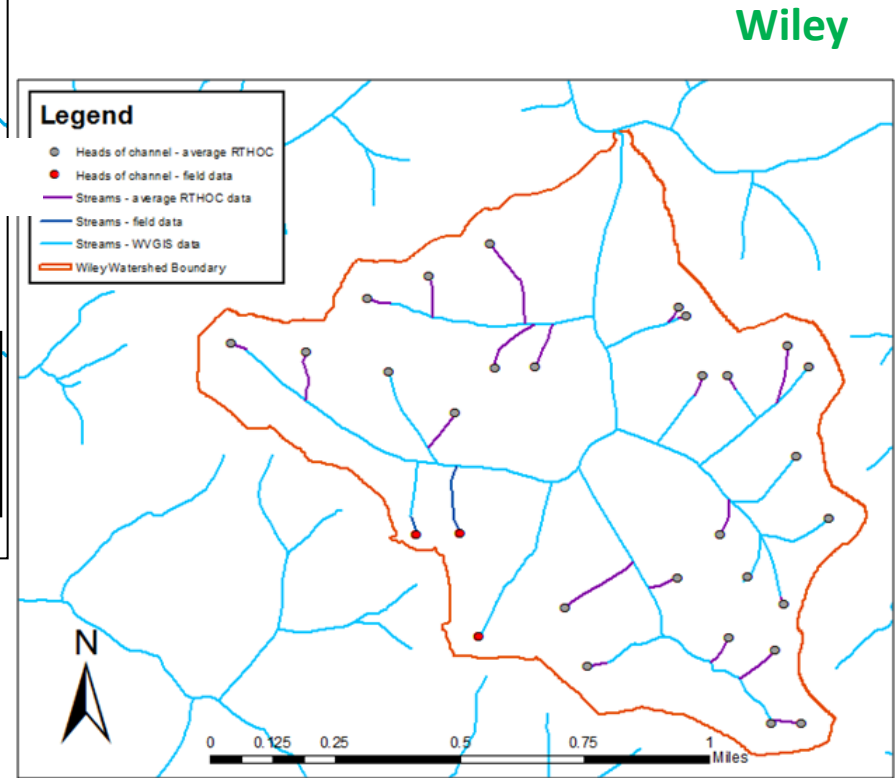 Wiley
Legend
Heads of channel - average RTHOC
Heads of channel - field data
Streams - average RTHOC data
Streams - field data
Streams - WVGIS data
Wiley Watershed Boundary
N
0 0.125 0.25 0.5 0.75 1
Miles